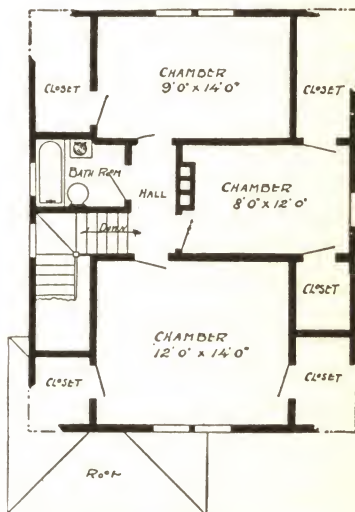 CHAMBER
9'0" x 14'0"
CLOSET
CLOSET
BATH ROOM
HALL
CHAMBER
8'0" x 12'0"
DOWN
CLOSET
CHAMBER
12'0" x 14'0"
CLOSET
CLOSET
ROOF